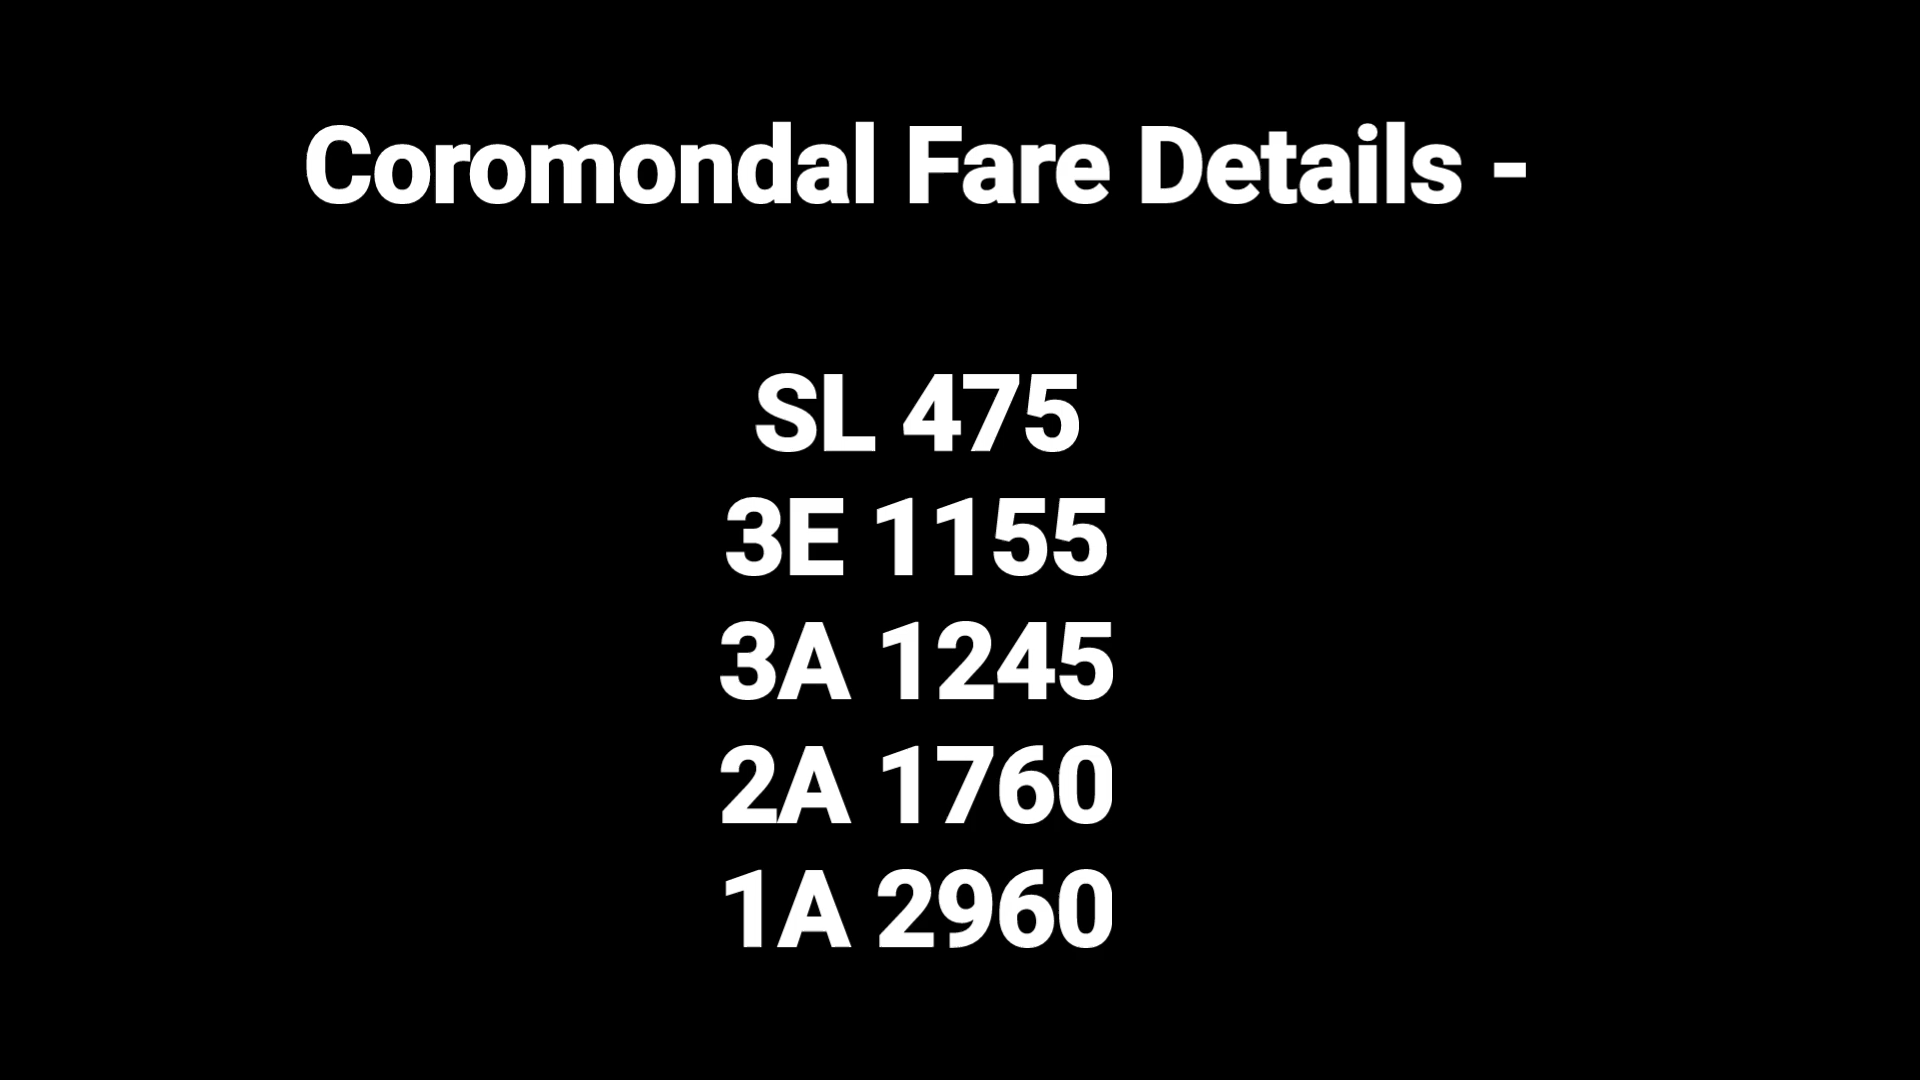 Coromondal Fare Details -
SL 475
3E 1155
3A 1245
2A 1760
1A 2960